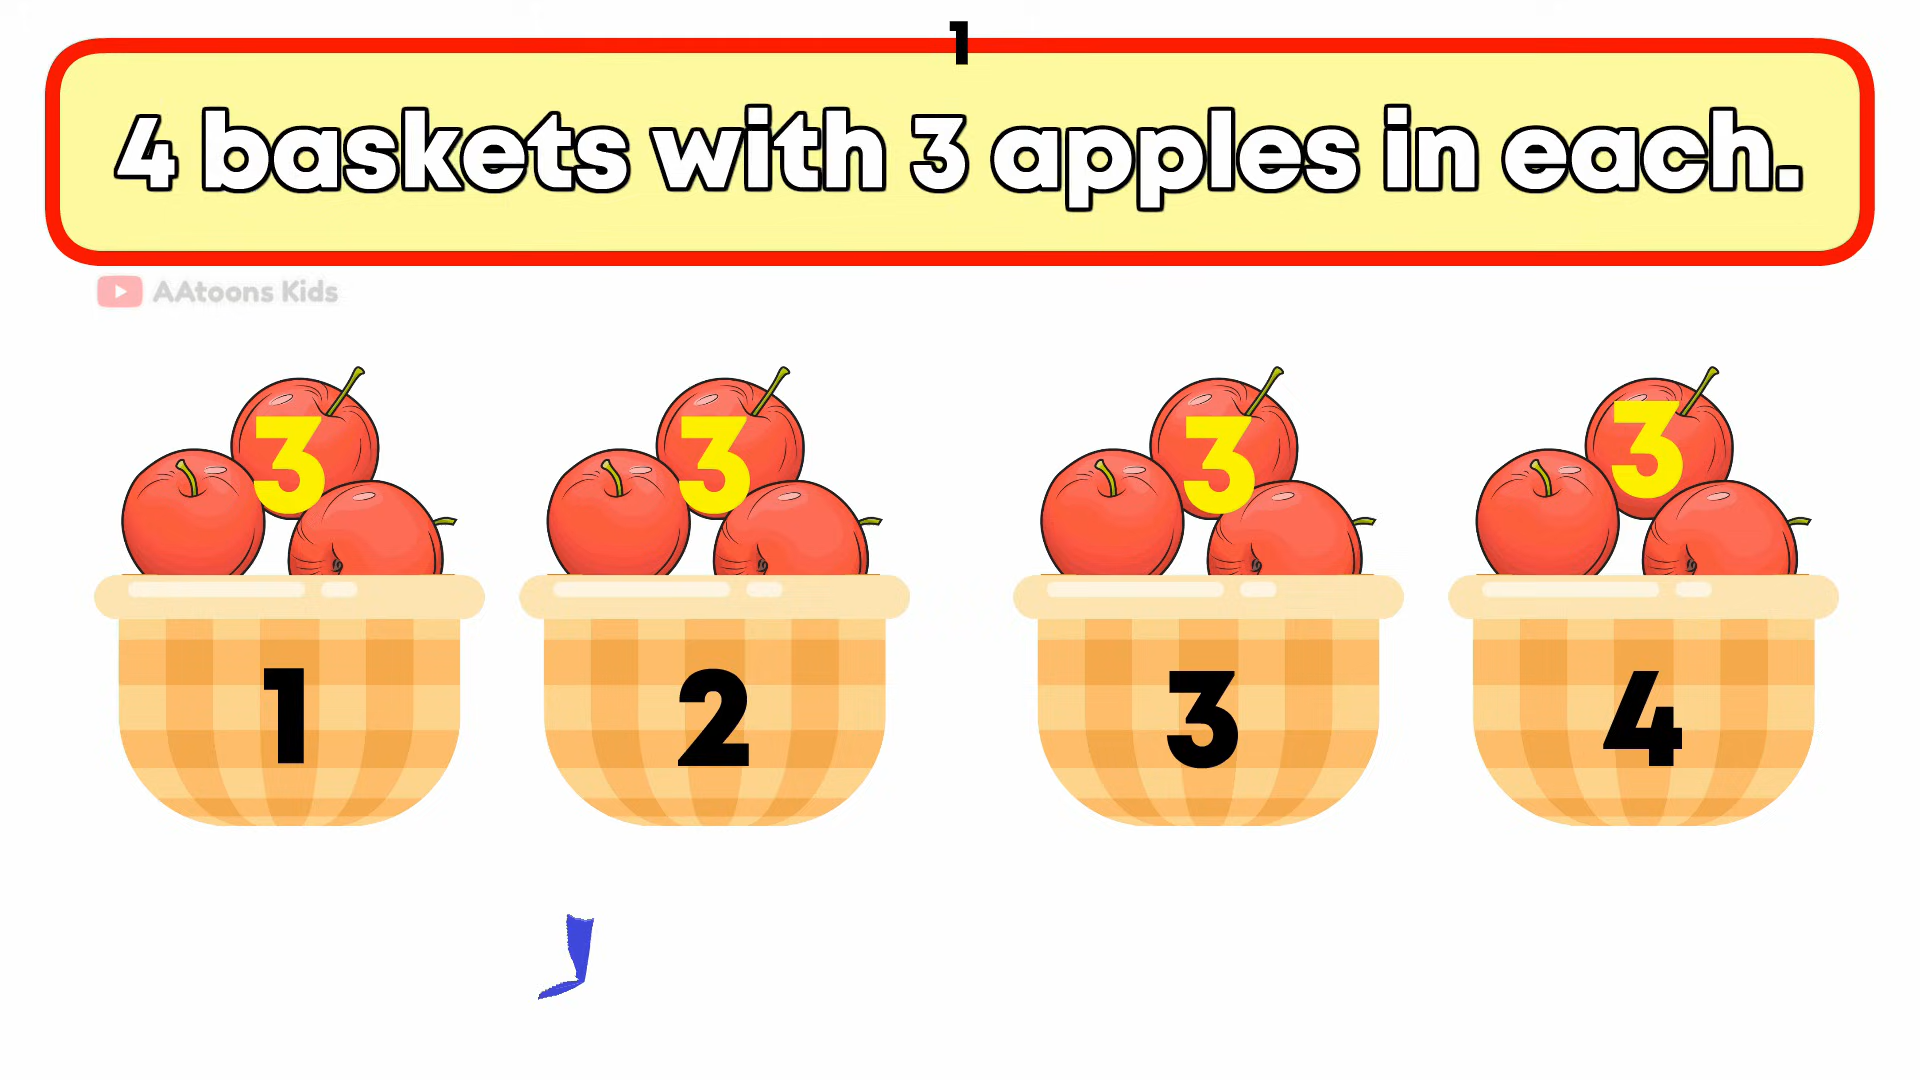 1
4 baskets with 3 apples in each.
AAtoons Kids
3 3 3 3
1 2 3 4